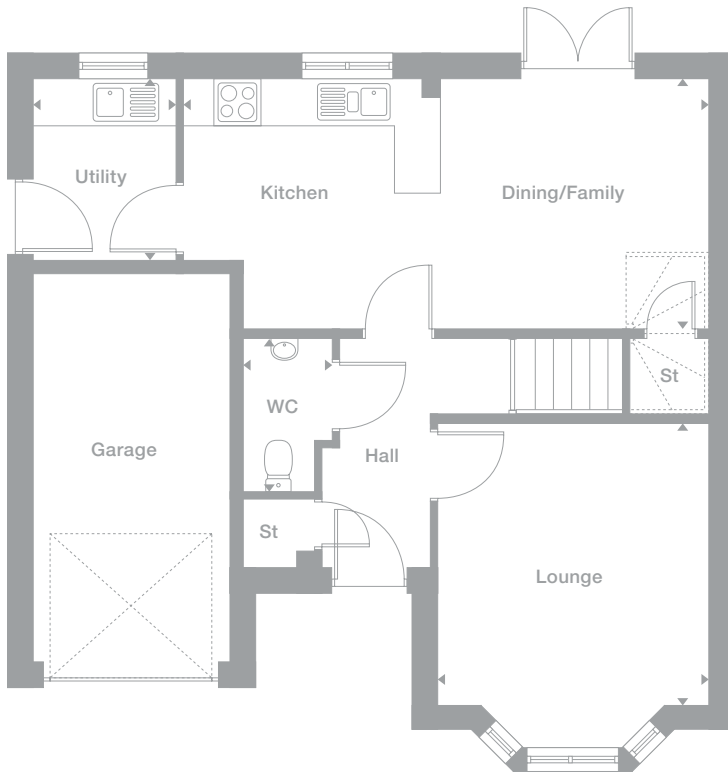 Utility
Kitchen
Dining/Family
St
WC
Garage
Hall
St
Lounge